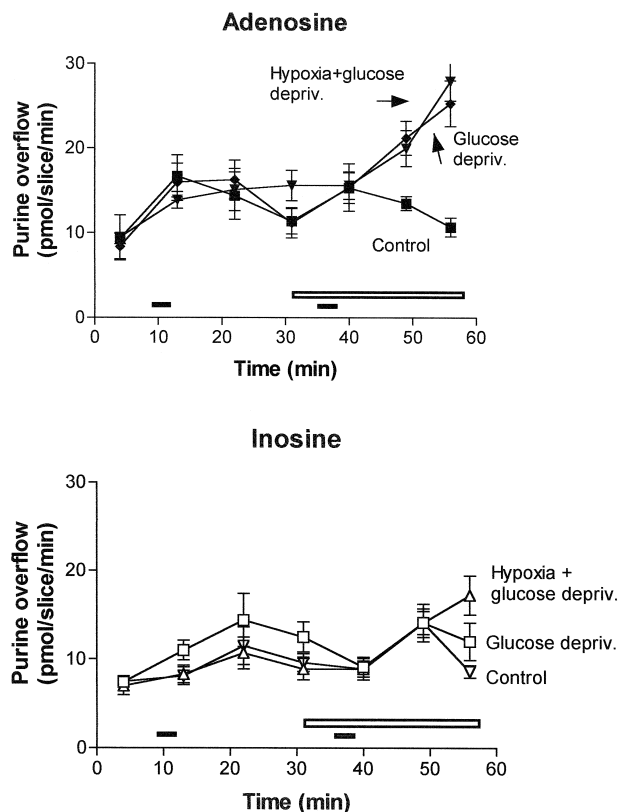 Adenosine
Purine overflow
(pmol/slice/min)
30
20
10
0
Hypoxia+glucose
depriv.
Glucose
depriv.
Control
0 10 20 30 40 50 60
Time (min)
Inosine
Purine overflow
(pmol/slice/min)
30
20
10
0
Hypoxia +
glucose depriv.
Glucose depriv.
Control
0 10 20 30 40 50 60
Time (min)